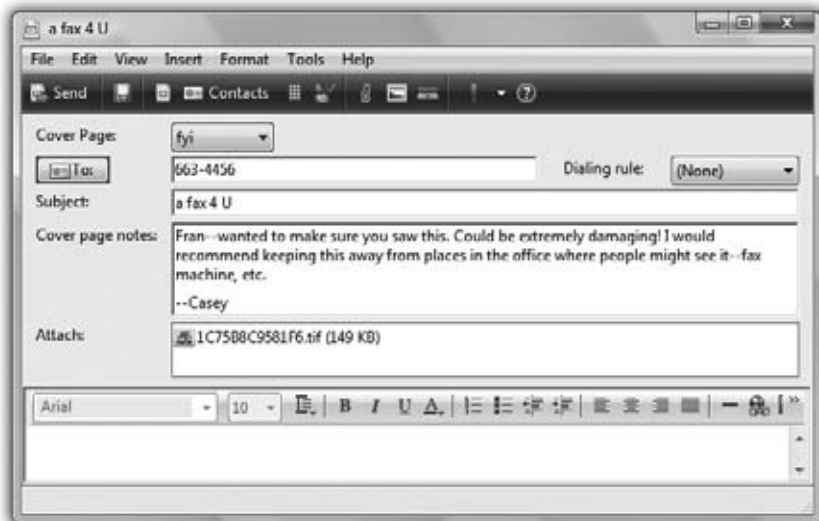 a fax 4 U
File Edit View Insert Format Tools Help
Send Contacts
Cover Page: fyi
To: 663-4456 Dialing rule: (None)
Subject: a fax 4 U
Cover page notes: Fran--wanted to make sure you saw this. Could be extremely damaging! I would
recommend keeping this away from places in the office where people might see it--fax
machine, etc.
--Casey
Attach: 1C75B8C9581F6.tif (149 KB)
Arial 10 B I U A